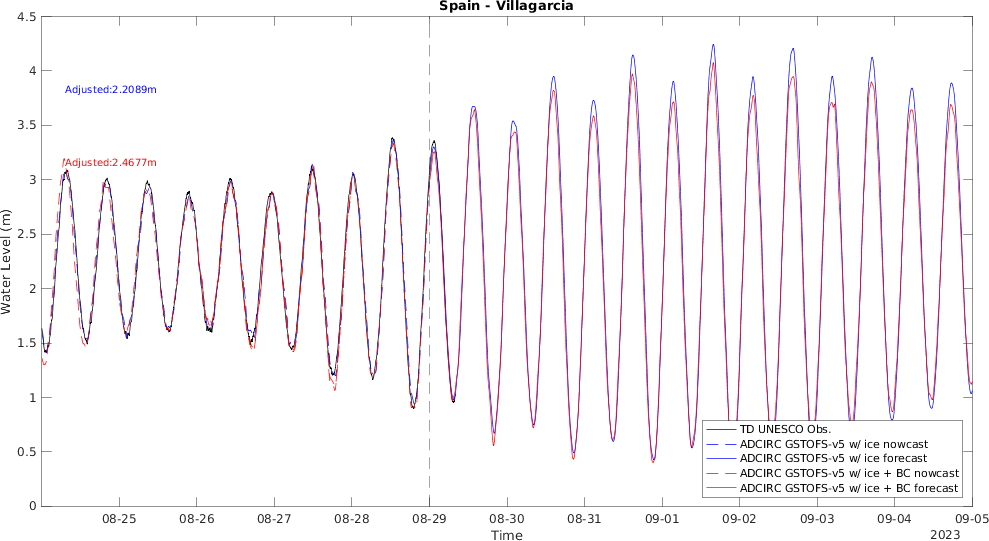 Spain - Villagarcia
4.5
4
3.5
3
2.5
2
1.5
1
0.5
0
Water Level (m)
Adjusted:2.2089m
Adjusted:2.4677m
TD UNESCO Obs.
ADCIRC GSTOFS-v5 w/ ice nowcast
ADCIRC GSTOFS-v5 w/ ice forecast
ADCIRC GSTOFS-v5 w/ ice + BC nowcast
ADCIRC GSTOFS-v5 w/ ice + BC forecast
08-25 08-26 08-27 08-28 08-29 08-30 08-31 09-01 09-02 09-03 09-04 09-05
Time
2023